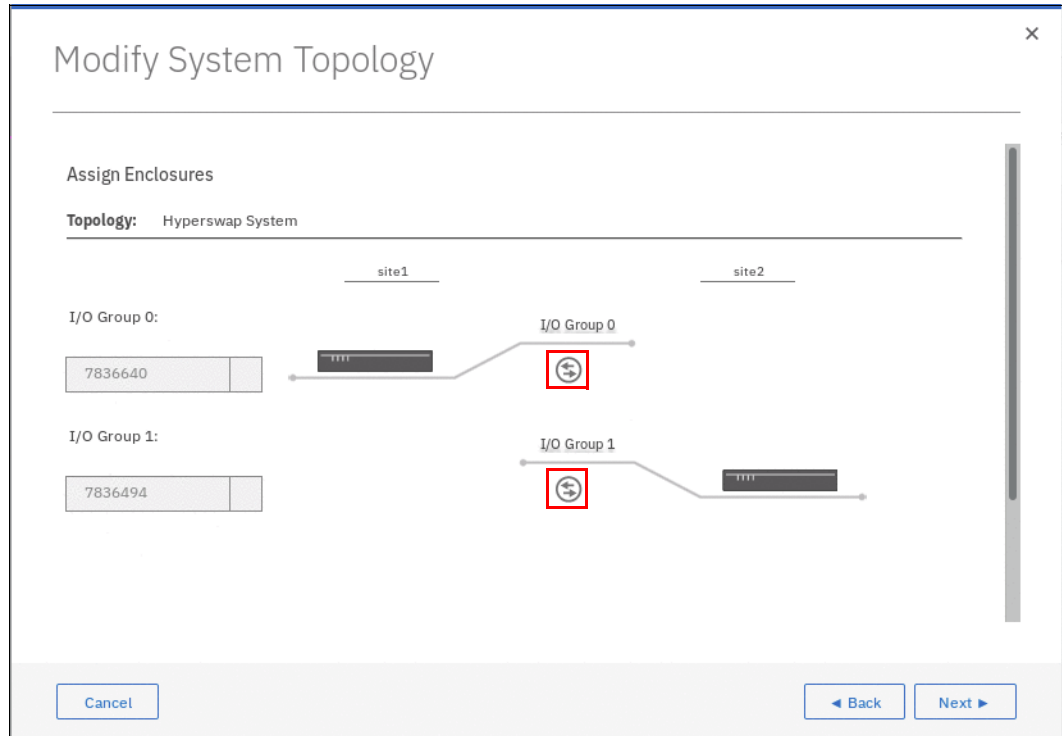 Modify System Topology
Assign Enclosures
Topology: Hyperswap System
site1 site2
I/O Group 0:
I/O Group 0
7836640
I/O Group 1:
I/O Group 1
7836494
Cancel
◄ Back
Next ►